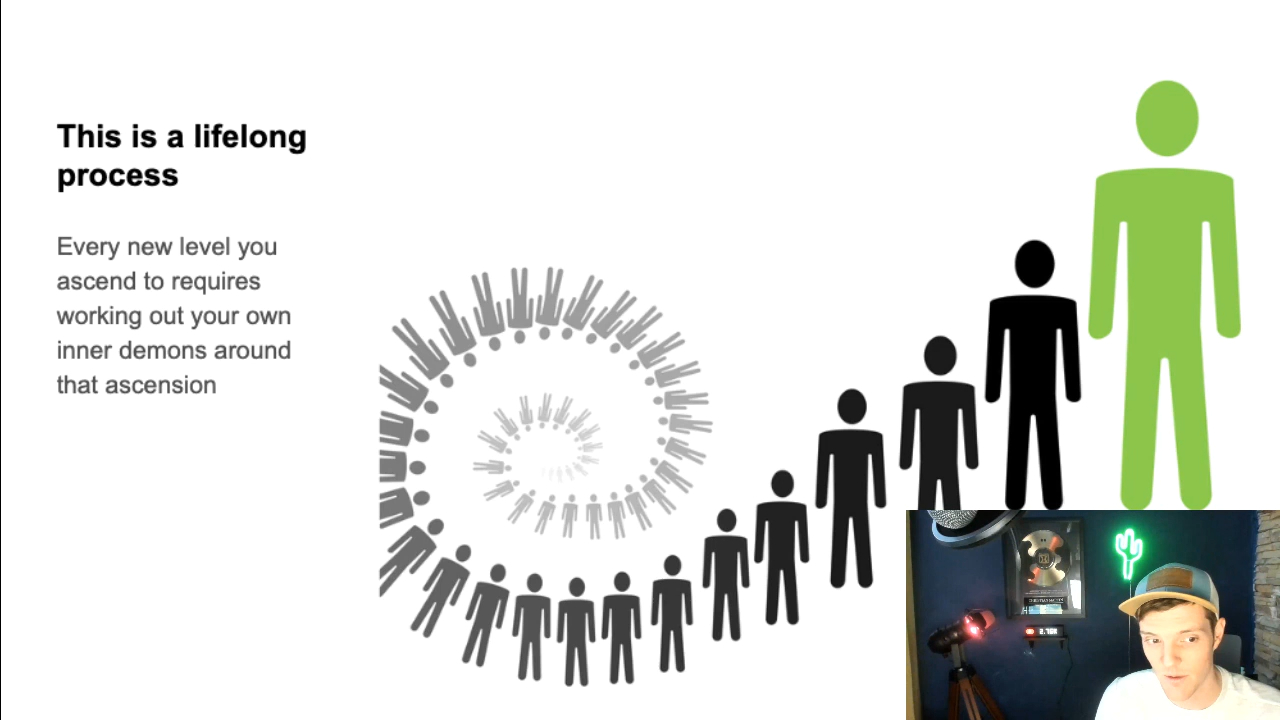 This is a lifelong
process
Every new level you
ascend to requires
working out your own
inner demons around
that ascension